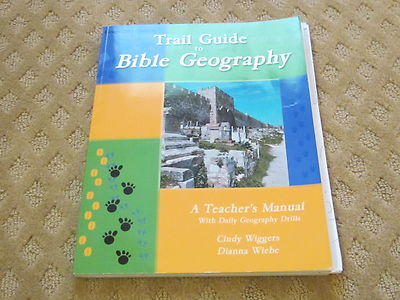 Trail Guide
to
Bible Geography
A Teacher's Manual
With Daily Geography Drills
Cindy Wiggers
Dianna Wiebe